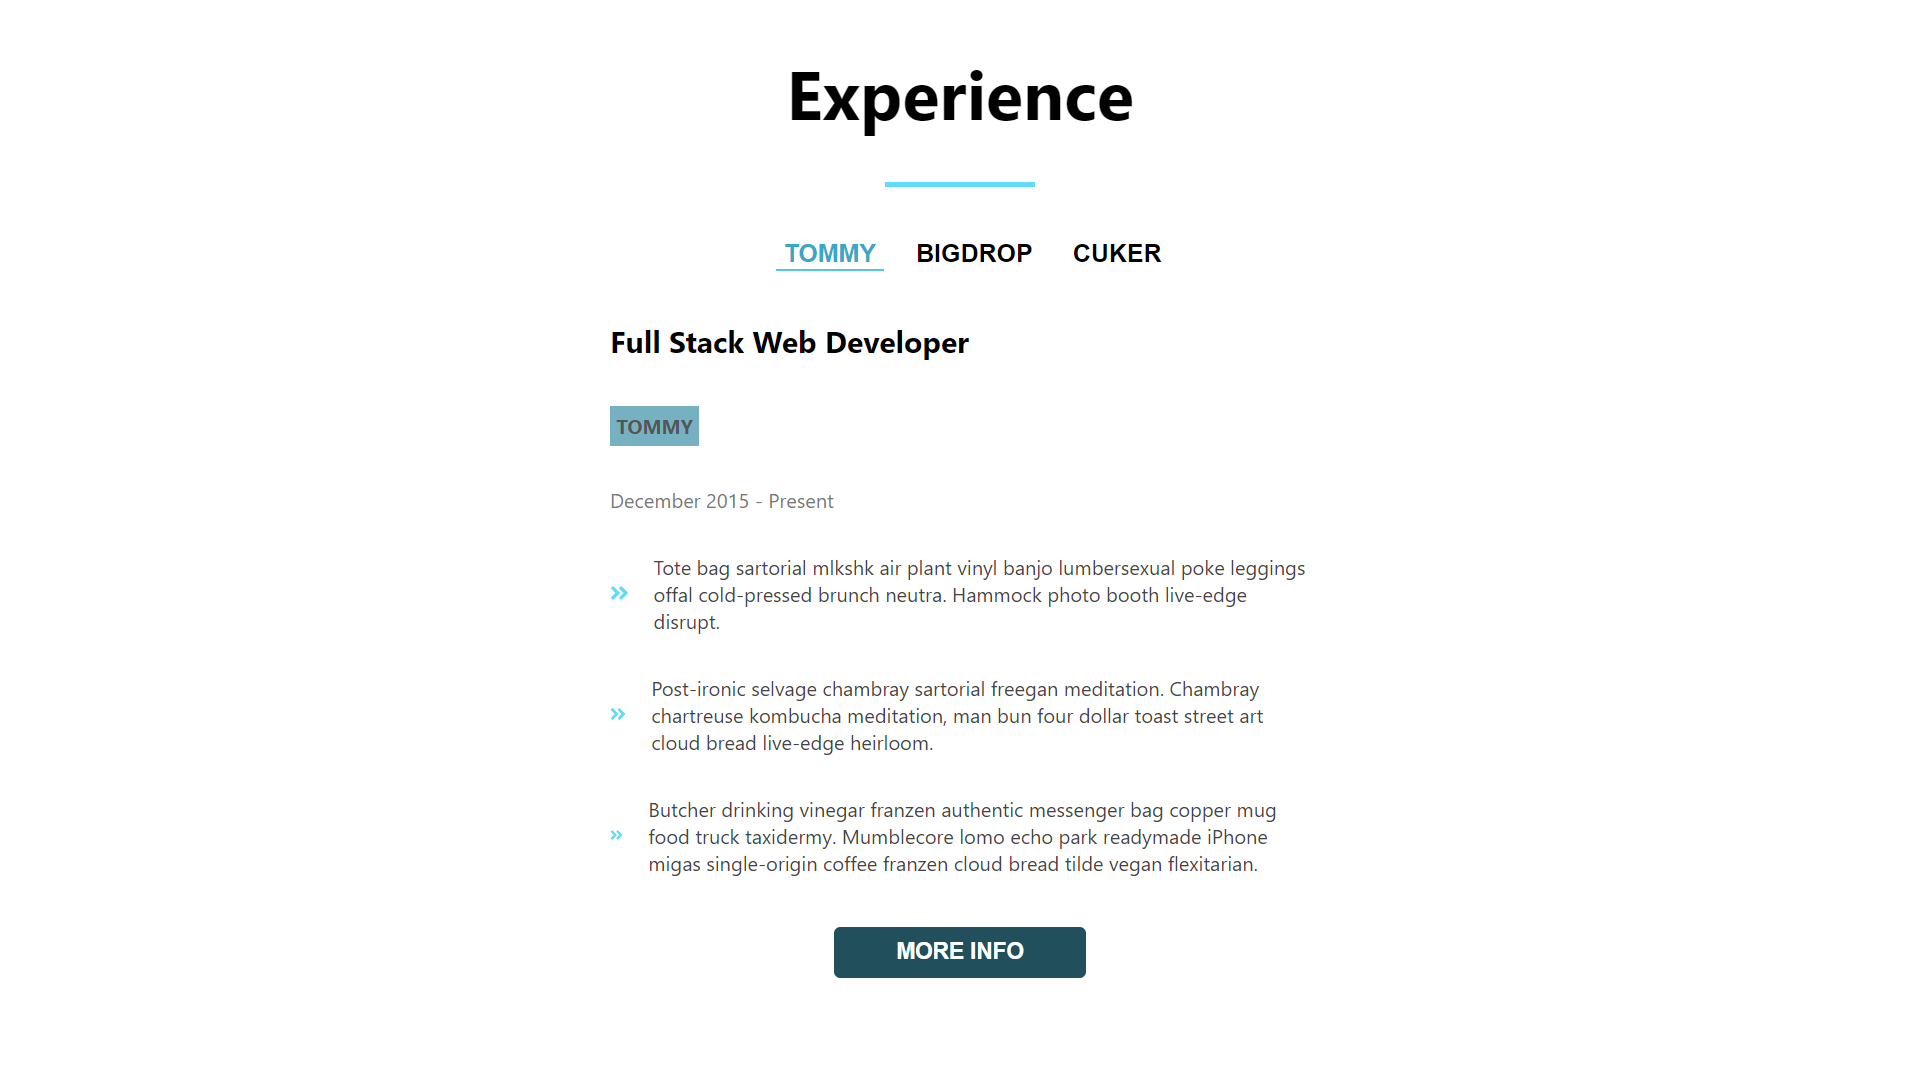 Experience
TOMMY BIGDROP CUKER
Full Stack Web Developer
TOMMY
December 2015 - Present
Tote bag sartorial mlkshk air plant vinyl banjo lumbersexual poke leggings
offal cold-pressed brunch neutra. Hammock photo booth live-edge
disrupt.
Post-ironic selvage chambray sartorial freegan meditation. Chambray
chartreuse kombucha meditation, man bun four dollar toast street art
cloud bread live-edge heirloom.
Butcher drinking vinegar franzen authentic messenger bag copper mug
food truck taxidermy. Mumblecore lomo echo park readymade iPhone
migas single-origin coffee franzen cloud bread tilde vegan flexitarian.
MORE INFO